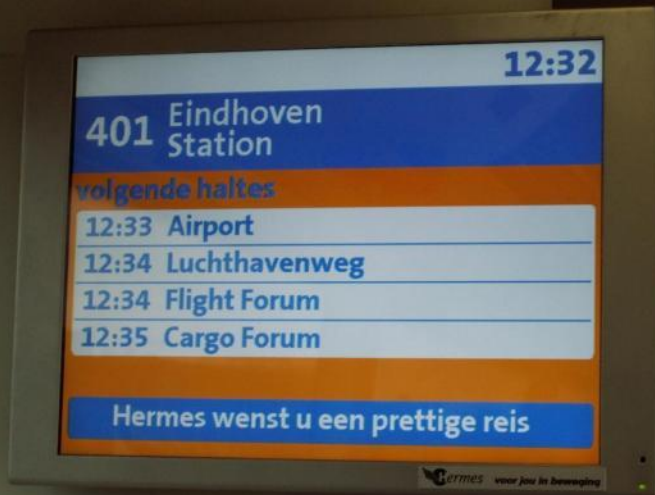 12:32
401 Eindhoven
Station
volgende haltes
12:33 Airport
12:34 Luchthavenweg
12:34 Flight Forum
12:35 Cargo Forum
Hermes wenst u een prettige reis
Hermes voor jou in beweging